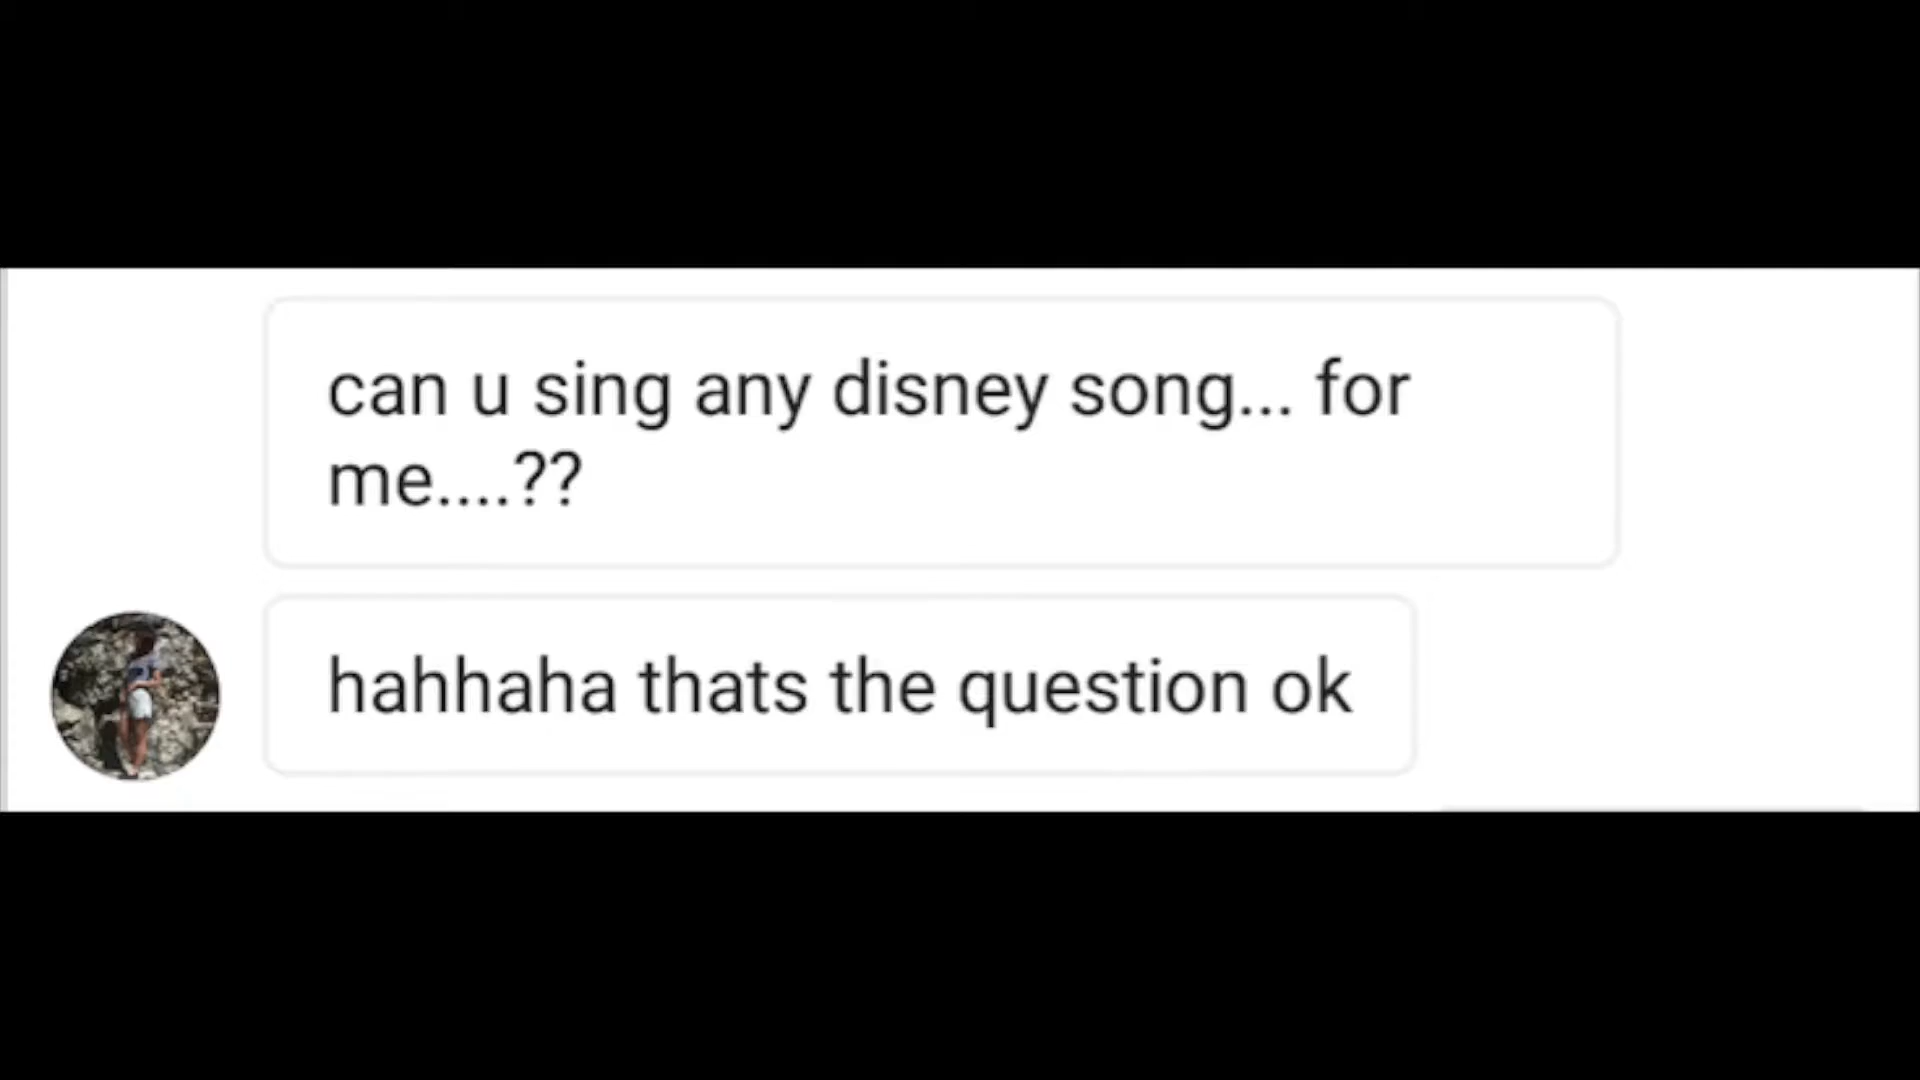 can u sing any disney song... for
me....??
hahhaha thats the question ok